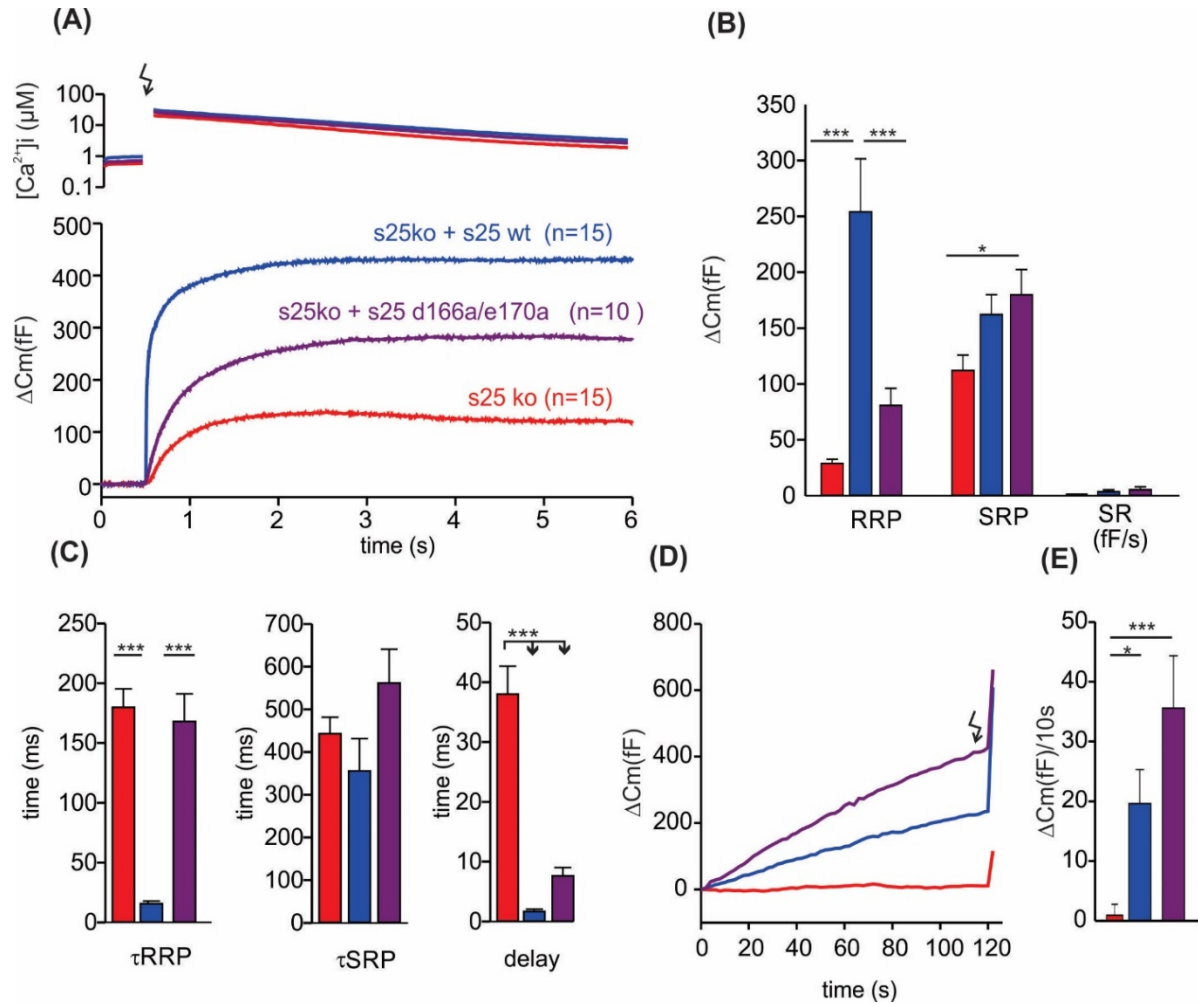 (A)
[Ca²⁺]i (µM)
100
10
1
0.1
ΔCm(fF)
500
400
300
200
100
0
s25ko + s25 wt (n=15)
s25ko + s25 d166a/e170a (n=10 )
s25 ko (n=15)
0 1 2 3 4 5 6
time (s)
(B)
ΔCm(fF)
350
300
250
200
150
100
50
0
*** ***
*
RRP SRP SR
(fF/s)
(C)
time (ms)
250
200
150
100
50
0
*** ***
τRRP
time (ms)
700
600
500
400
300
200
100
0
τSRP
time (ms)
50
40
30
20
10
0
***
delay
(D)
ΔCm(fF)
800
600
400
200
0
0 20 40 60 80 100 120
time (s)
(E)
ΔCm(fF)/10s
50
40
30
20
10
0
***
*